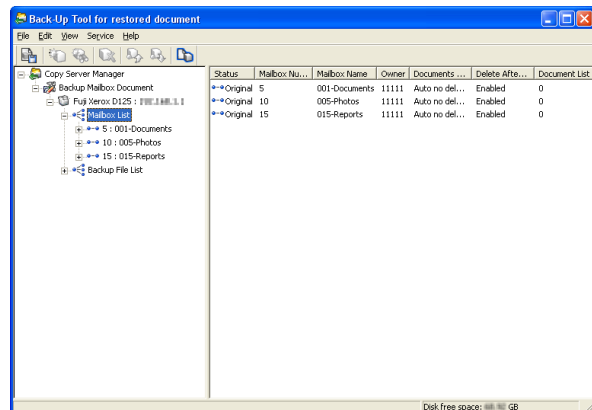 Back-Up Tool for restored document
File Edit View Service Help
Copy Server Manager
Backup Mailbox Document
Fuji Xerox D125 :
Mailbox List
5 : 001-Documents
10 : 005-Photos
15 : 015-Reports
Backup File List
Status Mailbox Nu... Mailbox Name Owner Documents ... Delete Afte... Document List
Original 5 001-Documents 11111 Auto no del... Enabled 0
Original 10 005-Photos 11111 Auto no del... Enabled 0
Original 15 015-Reports 11111 Auto no del... Enabled 0
Disk free space: GB